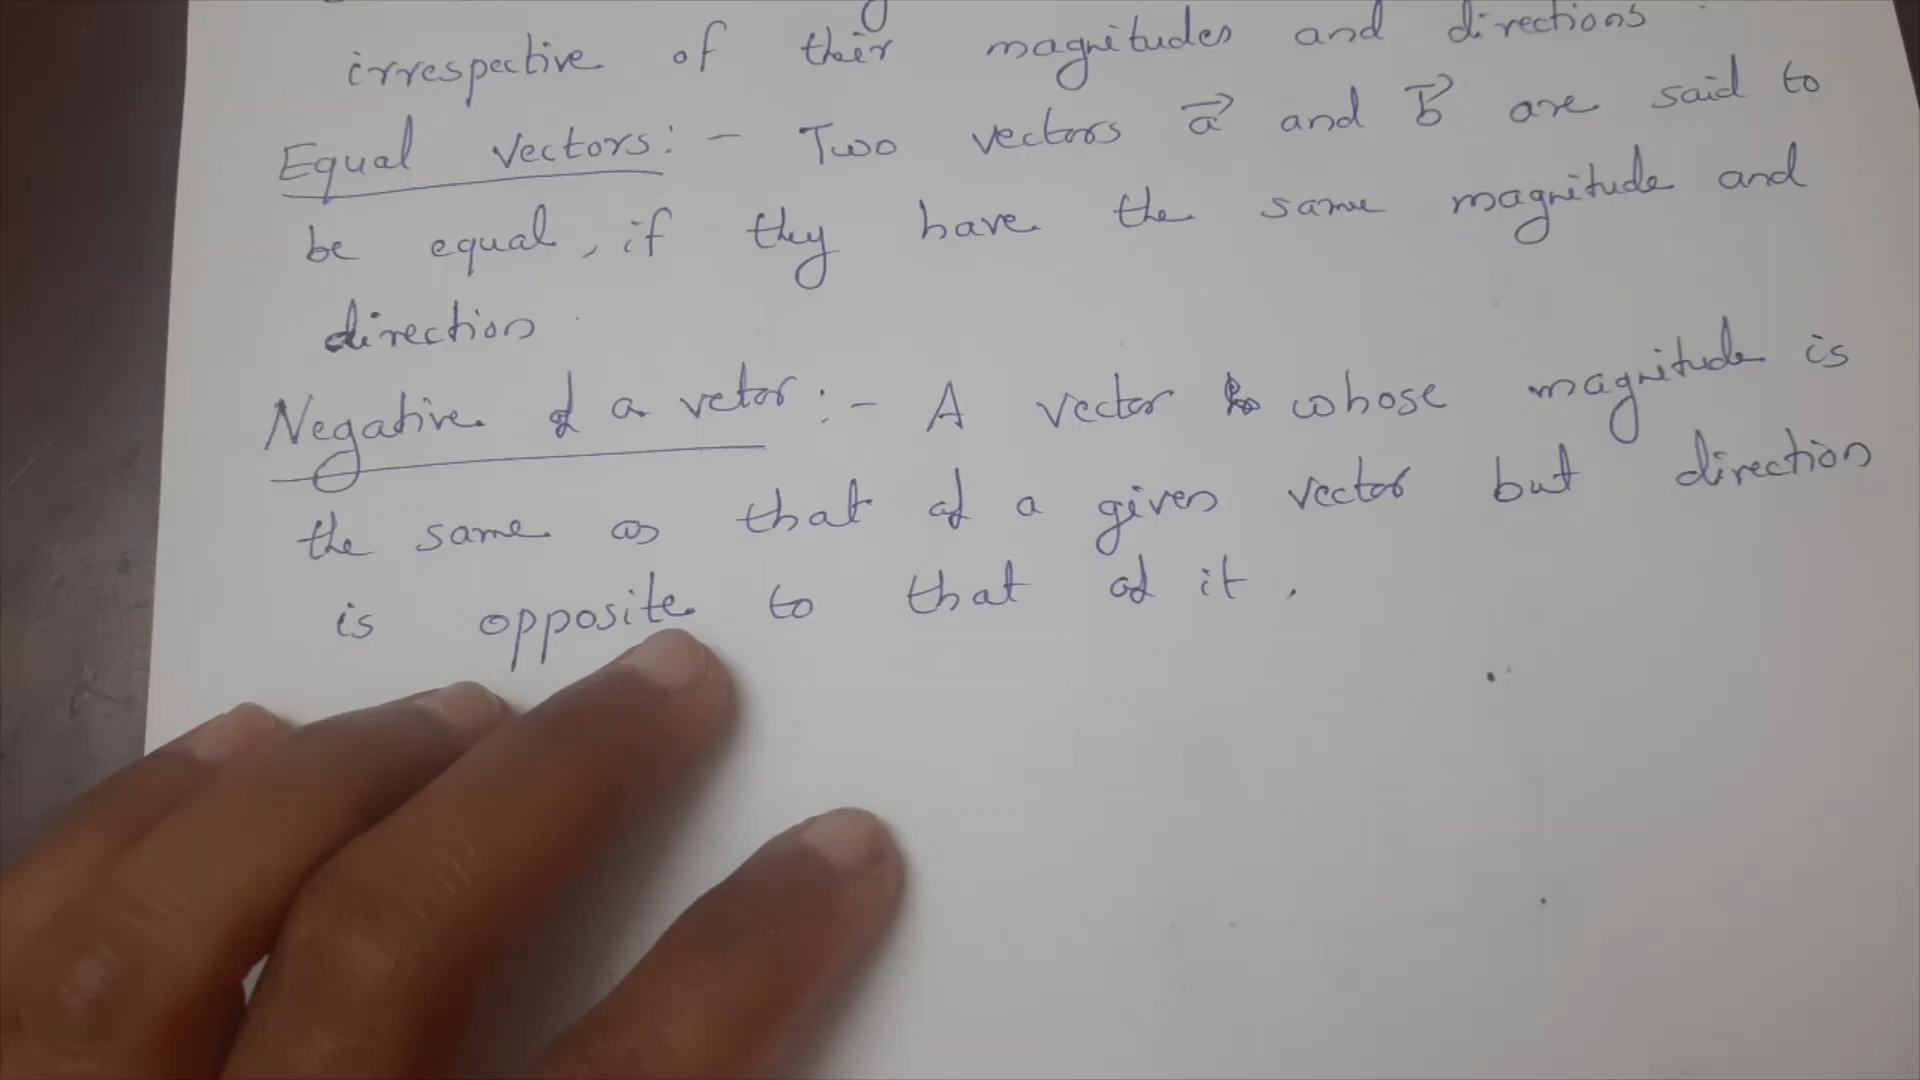 irrespective of their magnitudes and directions.
Equal vectors:- Two vectors a⃗ and b⃗ are said to
be equal, if they have the same magnitude and
direction.
Negative of a vetor:- A vector whose magnitude is
the same as that of a given vector but direction
is opposite to that of it.